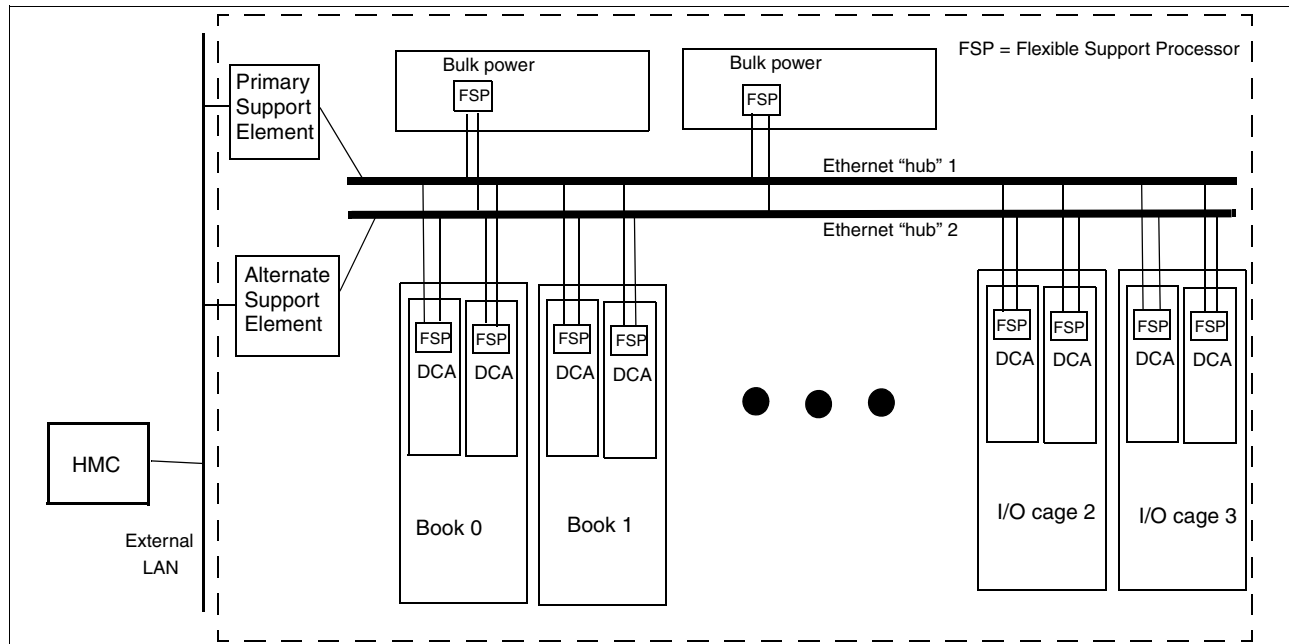 FSP = Flexible Support Processor
Bulk power
FSP
Bulk power
FSP
Primary
Support
Element
Ethernet “hub” 1
Ethernet “hub” 2
Alternate
Support
Element
FSP
DCA
FSP
DCA
FSP
DCA
FSP
DCA
FSP
DCA
FSP
DCA
FSP
DCA
FSP
DCA
HMC
Book 0
Book 1
I/O cage 2
I/O cage 3
External
LAN